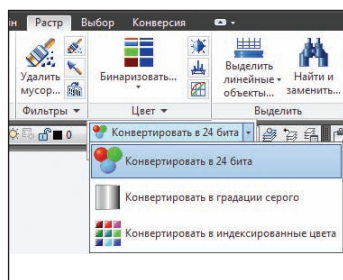 Растр Выбор Конверсия
Удалить мусор...
Бинаризовать...
Выделить линейные объекты...
Найти и заменить...
Фильтры Цвет Выделить
0 Конвертировать в 24 бита
Конвертировать в 24 бита
Конвертировать в градации серого
Конвертировать в индексированные цвета